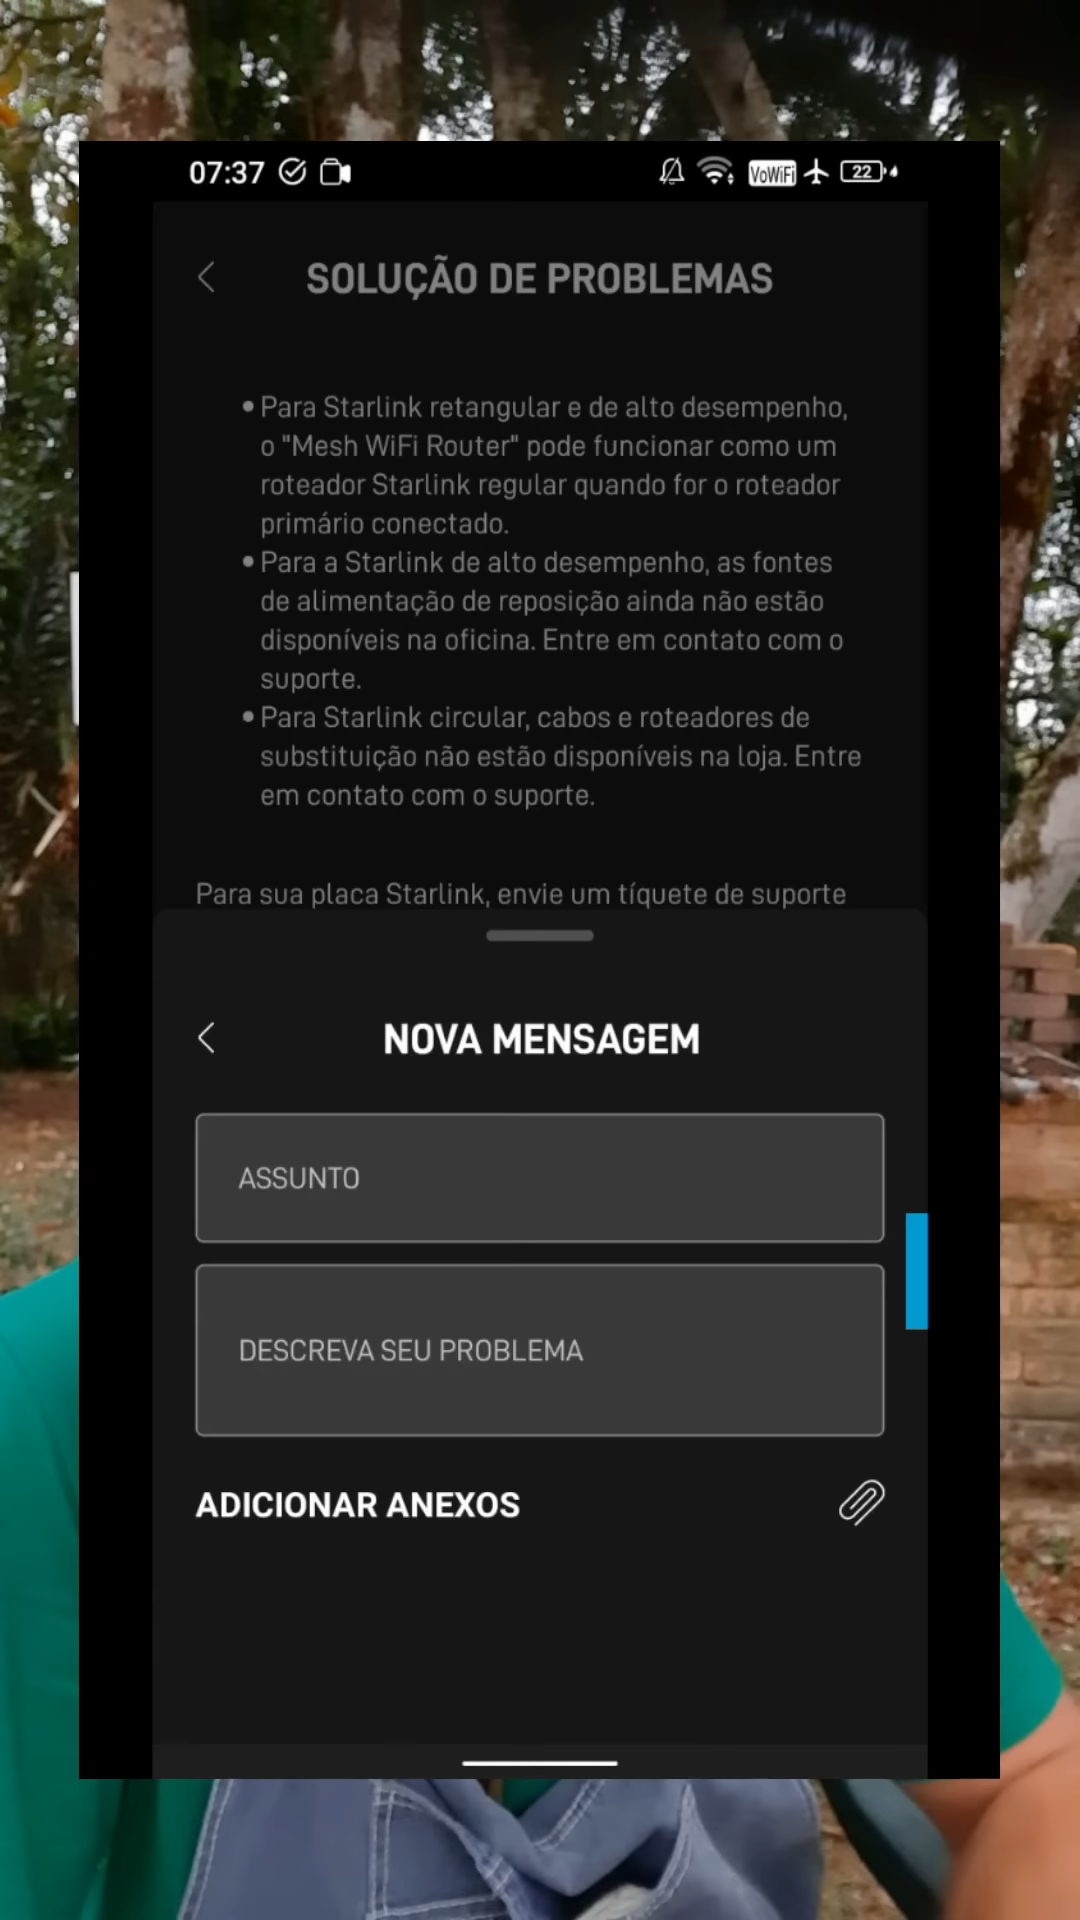 07:37
VoWiFi
22
SOLUÇÃO DE PROBLEMAS
• Para Starlink retangular e de alto desempenho,
o "Mesh WiFi Router" pode funcionar como um
roteador Starlink regular quando for o roteador
primário conectado.
• Para a Starlink de alto desempenho, as fontes
de alimentação de reposição ainda não estão
disponíveis na oficina. Entre em contato com o
suporte.
• Para Starlink circular, cabos e roteadores de
substituição não estão disponíveis na loja. Entre
em contato com o suporte.
Para sua placa Starlink, envie um tíquete de suporte
NOVA MENSAGEM
ASSUNTO
DESCREVA SEU PROBLEMA
ADICIONAR ANEXOS